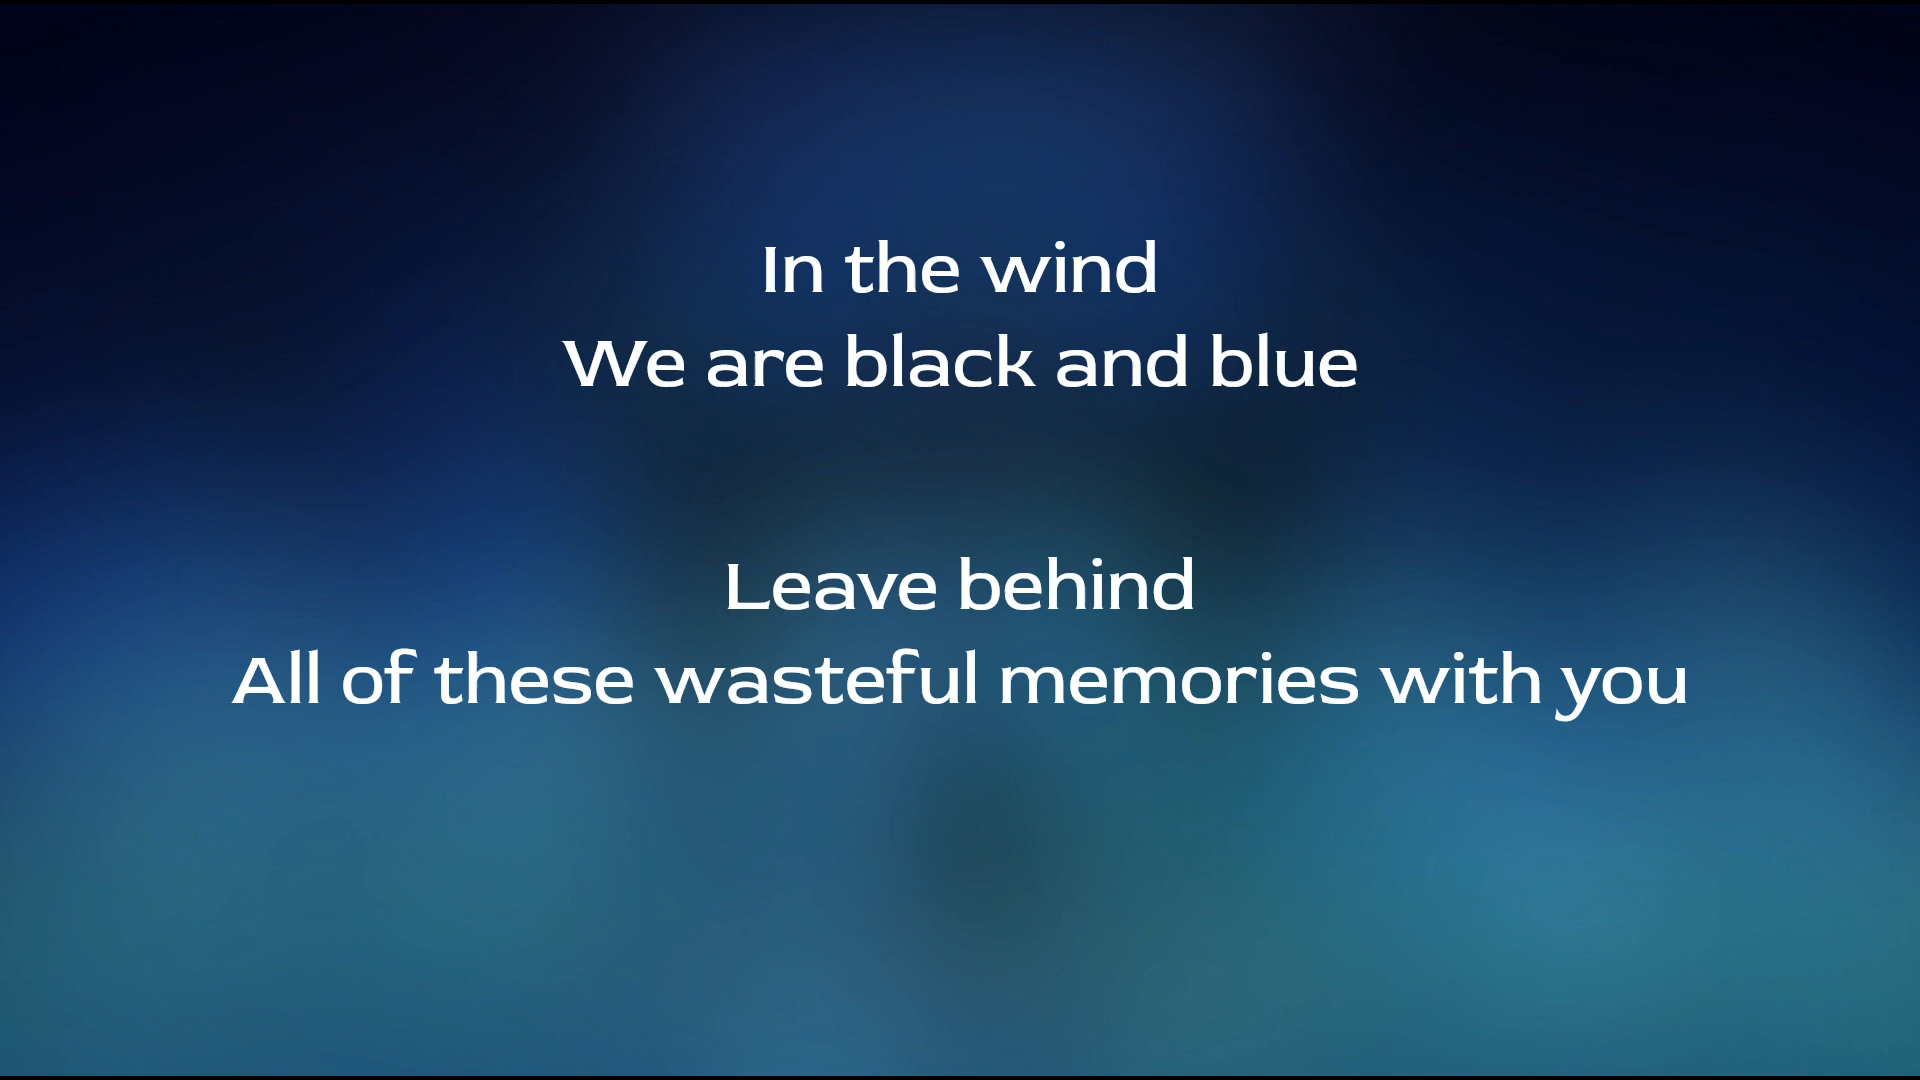 In the wind
We are black and blue
Leave behind
All of these wasteful memories with you